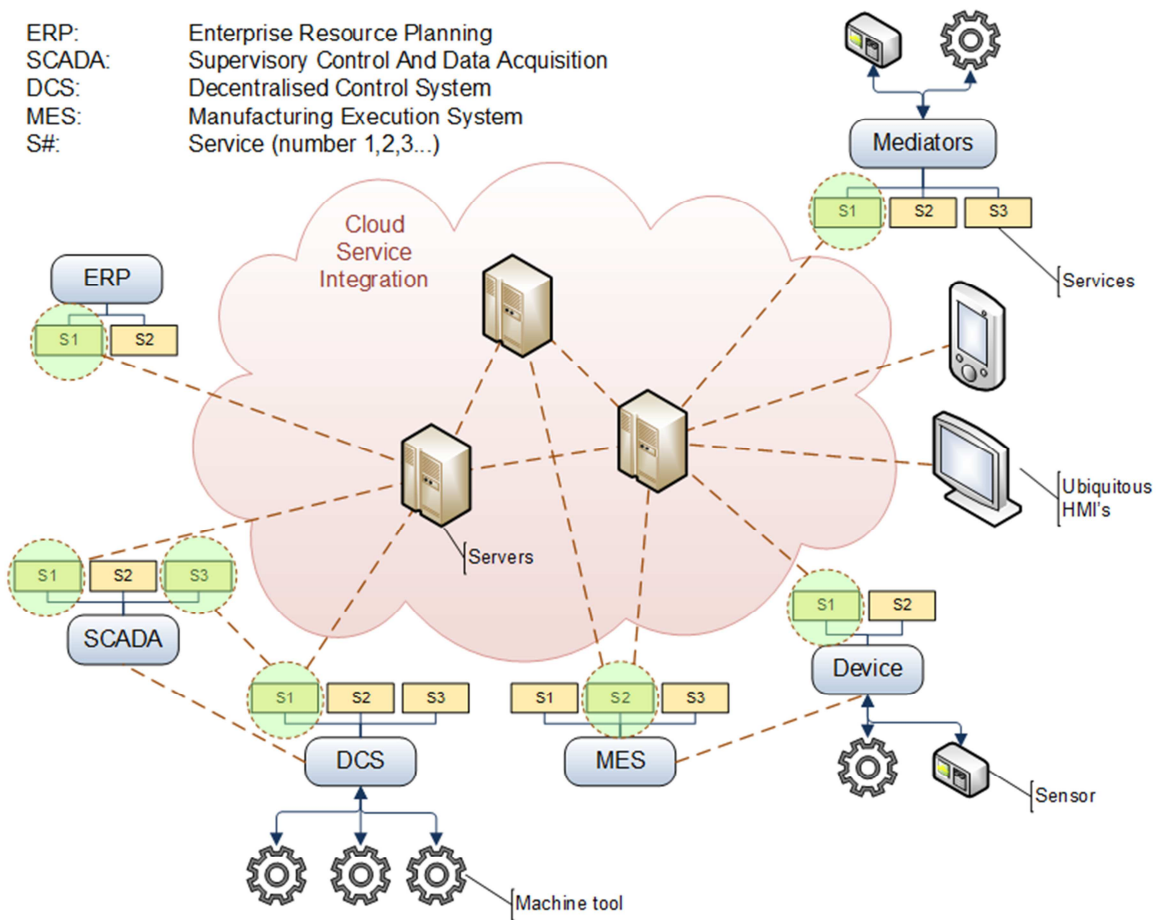 ERP: Enterprise Resource Planning
SCADA: Supervisory Control And Data Acquisition
DCS: Decentralised Control System
MES: Manufacturing Execution System
S#: Service (number 1,2,3...)
Mediators
S1 S2 S3
Services
Cloud
Service
Integration
ERP
S1 S2
Ubiquitous
HMI's
Servers
S1 S2 S3
SCADA
S1 S2
Device
S1 S2 S3
DCS
S1 S2 S3
MES
Sensor
Machine tool